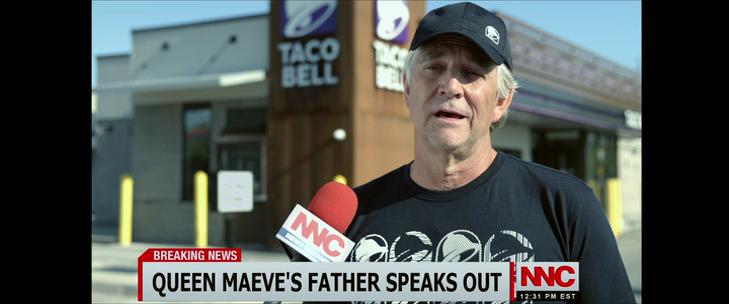 TACO
BELL
TACO
BELL
NNC
BREAKING NEWS
QUEEN MAEVE'S FATHER SPEAKS OUT
NNC
12:31 PM EST